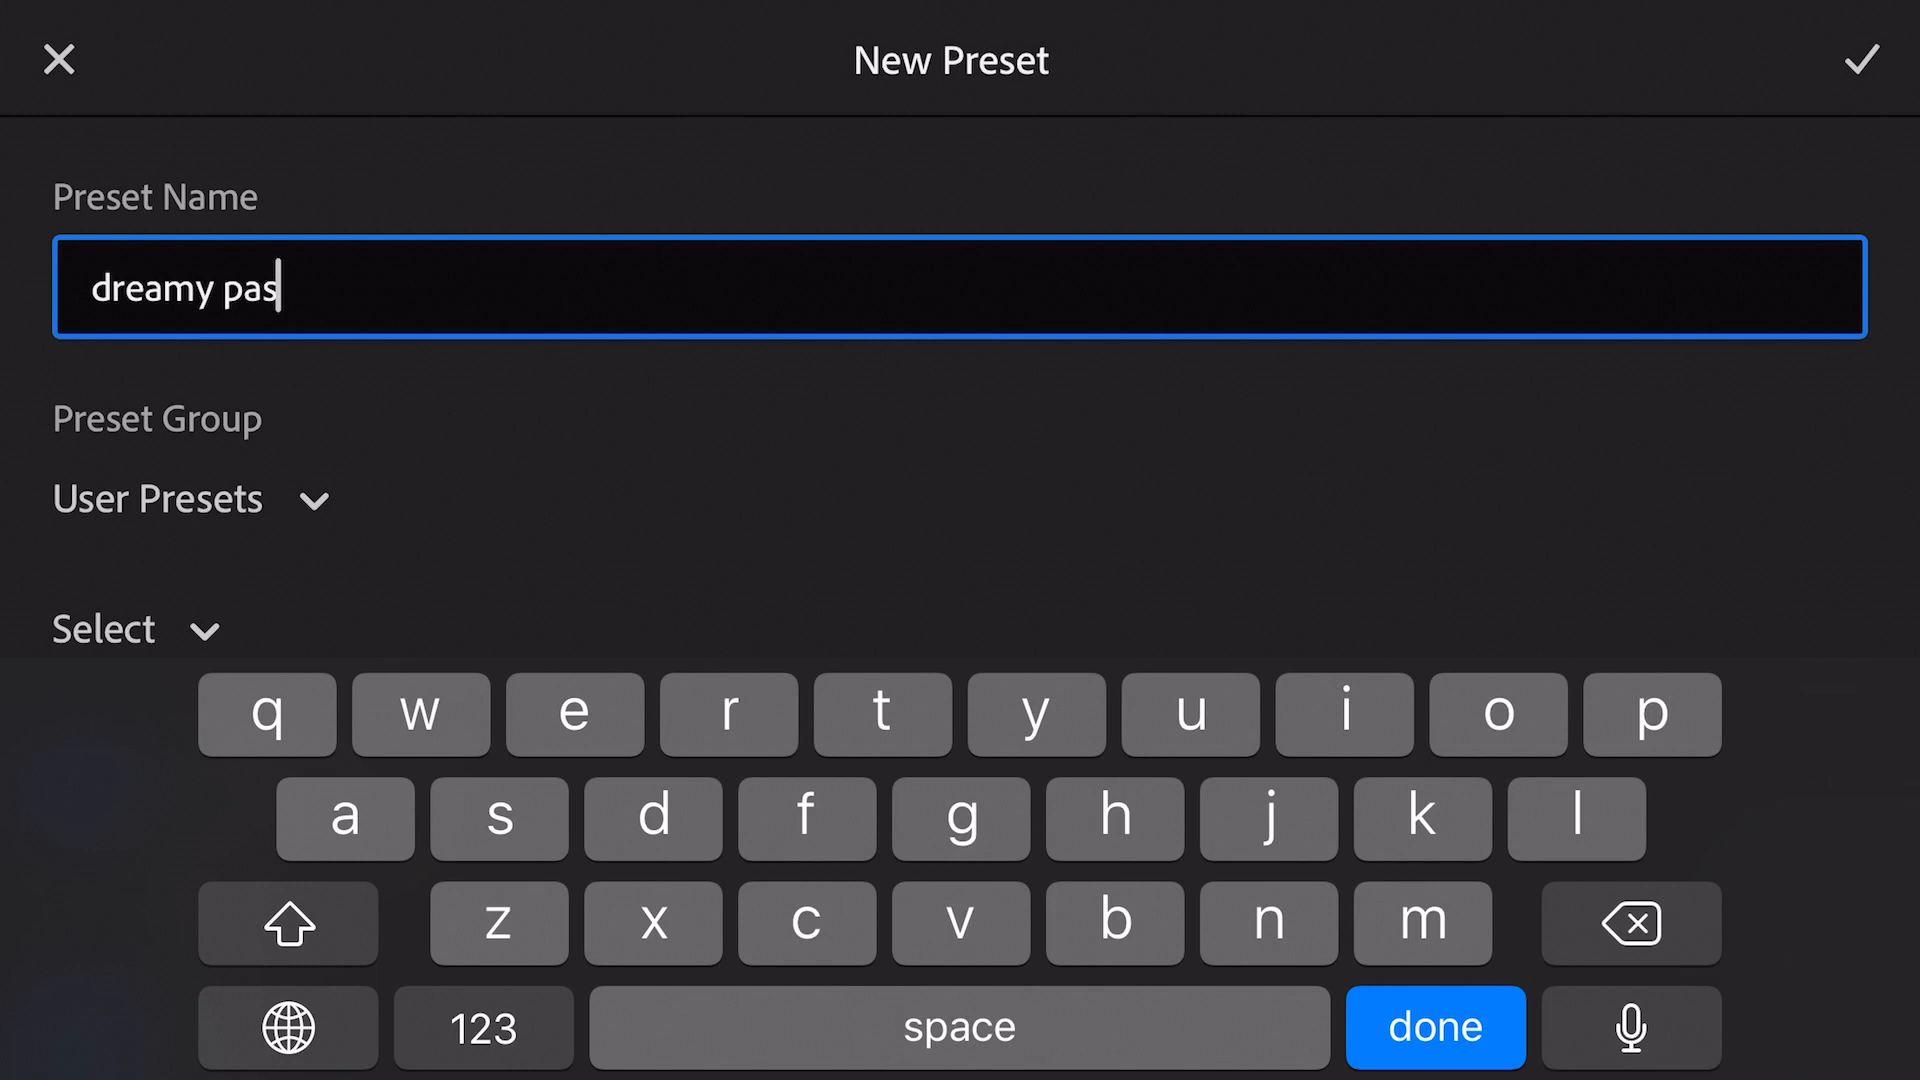 New Preset
Preset Name
dreamy pas
Preset Group
User Presets
Select
q w e r t y u i o p
a s d f g h j k l
z x c v b n m
123 space done